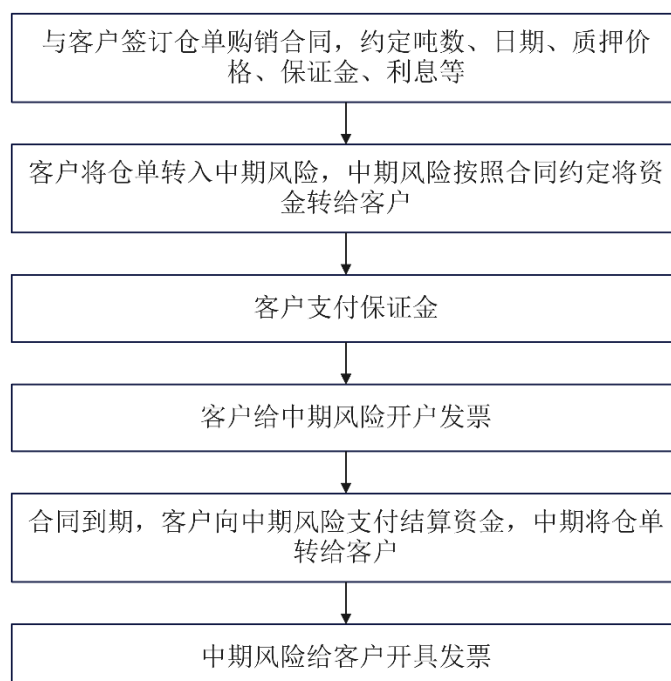 与客户签订仓单购销合同，约定吨数、日期、质押价
格、保证金、利息等
客户将仓单转入中期风险，中期风险按照合同约定将资
金转给客户
客户支付保证金
客户给中期风险开户发票
合同到期，客户向中期风险支付结算资金，中期将仓单
转给客户
中期风险给客户开具发票